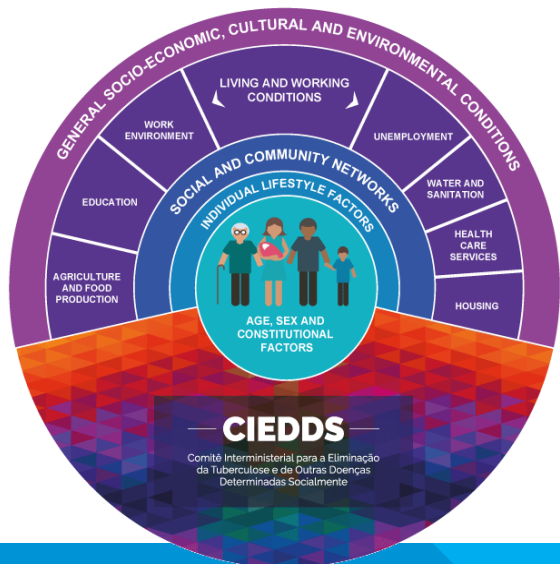 GENERAL SOCIO-ECONOMIC, CULTURAL AND ENVIRONMENTAL CONDITIONS
LIVING AND WORKING
CONDITIONS
WORK
ENVIRONMENT
UNEMPLOYMENT
EDUCATION
WATER AND
SANITATION
AGRICULTURE
AND FOOD
PRODUCTION
HEALTH
CARE
SERVICES
HOUSING
SOCIAL AND COMMUNITY NETWORKS
INDIVIDUAL LIFESTYLE FACTORS
AGE, SEX AND
CONSTITUTIONAL
FACTORS
CIEDDS
Comitê Interministerial para a Eliminação
da Tuberculose e de Outras Doenças
Determinadas Socialmente